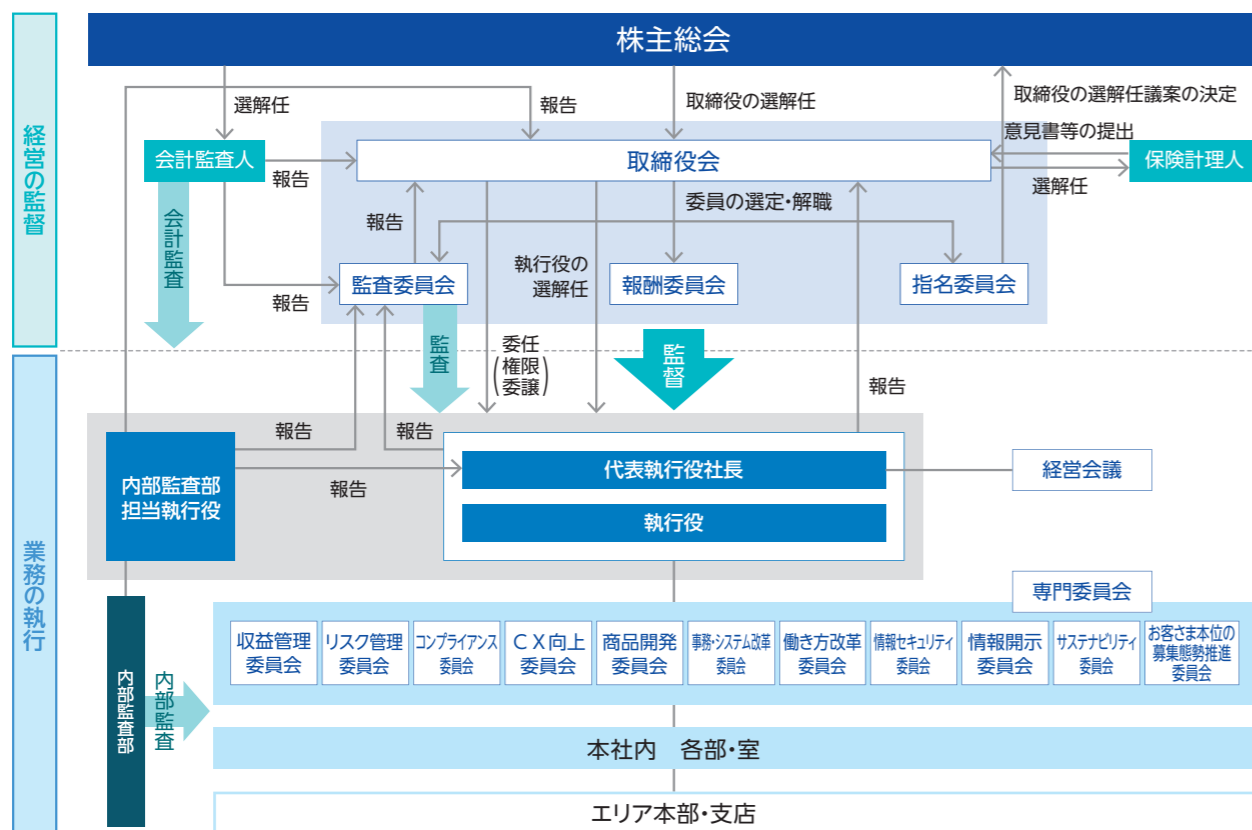 株主総会
経営の監督
選解任
報告
取締役の選解任
取締役の選解任議案の決定
意見書等の提出
会計監査人
報告
取締役会
保険計理人
選解任
会計監査
報告
委員の選定・解職
執行役の
選解任
監査委員会
報酬委員会
指名委員会
報告
監査
委任
(権限
委譲)
監督
報告
業務の執行
報告
報告
内部監査部
担当執行役
報告
代表執行役社長
執行役
経営会議
専門委員会
収益管理
委員会
リスク管理
委員会
コンプライアンス
委員会
CX向上
委員会
商品開発
委員会
事務・システム改革
委員会
働き方改革
委員会
情報セキュリティ
委員会
情報開示
委員会
サステナビリティ
委員会
お客さま本位の
募集態勢推進
委員会
内部監査部
内部監査
本社内 各部・室
エリア本部・支店